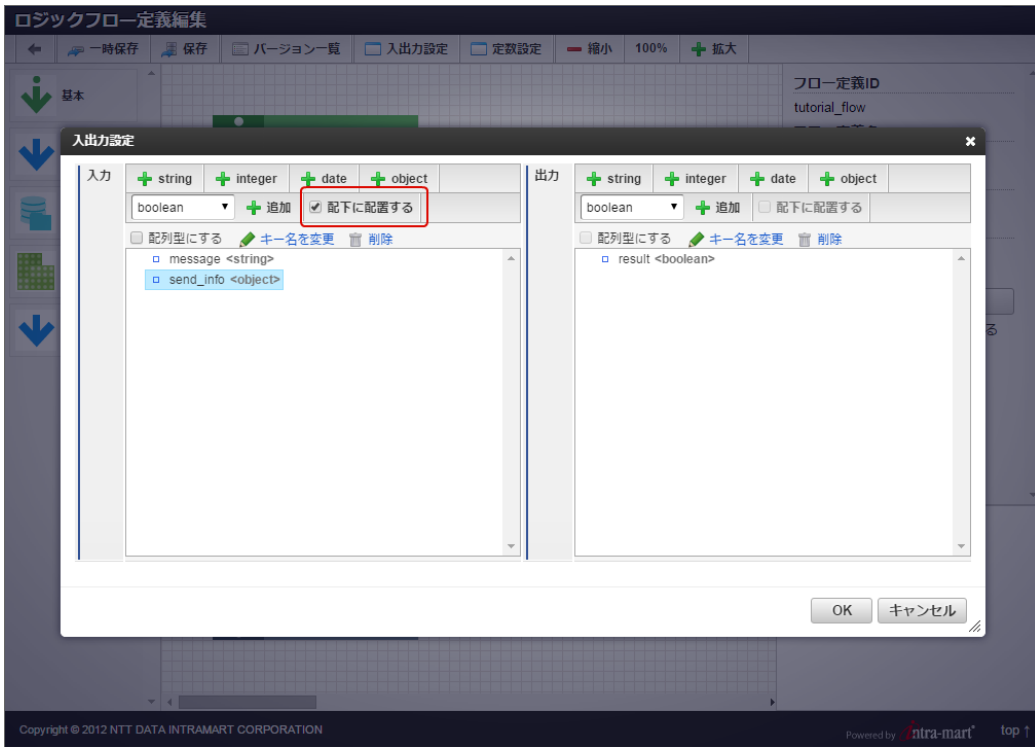 ロジックフロー定義編集
一時保存 保存 バージョン一覧 入出力設定 定数設定 縮小 100% 拡大
基本
フロー定義ID
tutorial_flow
入出力設定
入力
string integer date object
boolean 追加 配下に配置する
配列型にする キー名を変更 削除
message <string>
send_info <object>
出力
string integer date object
boolean 追加 配下に配置する
配列型にする キー名を変更 削除
result <boolean>
る
OK キャンセル
Copyright © 2012 NTT DATA INTRAMART CORPORATION
Powered by intra-mart
top ↑